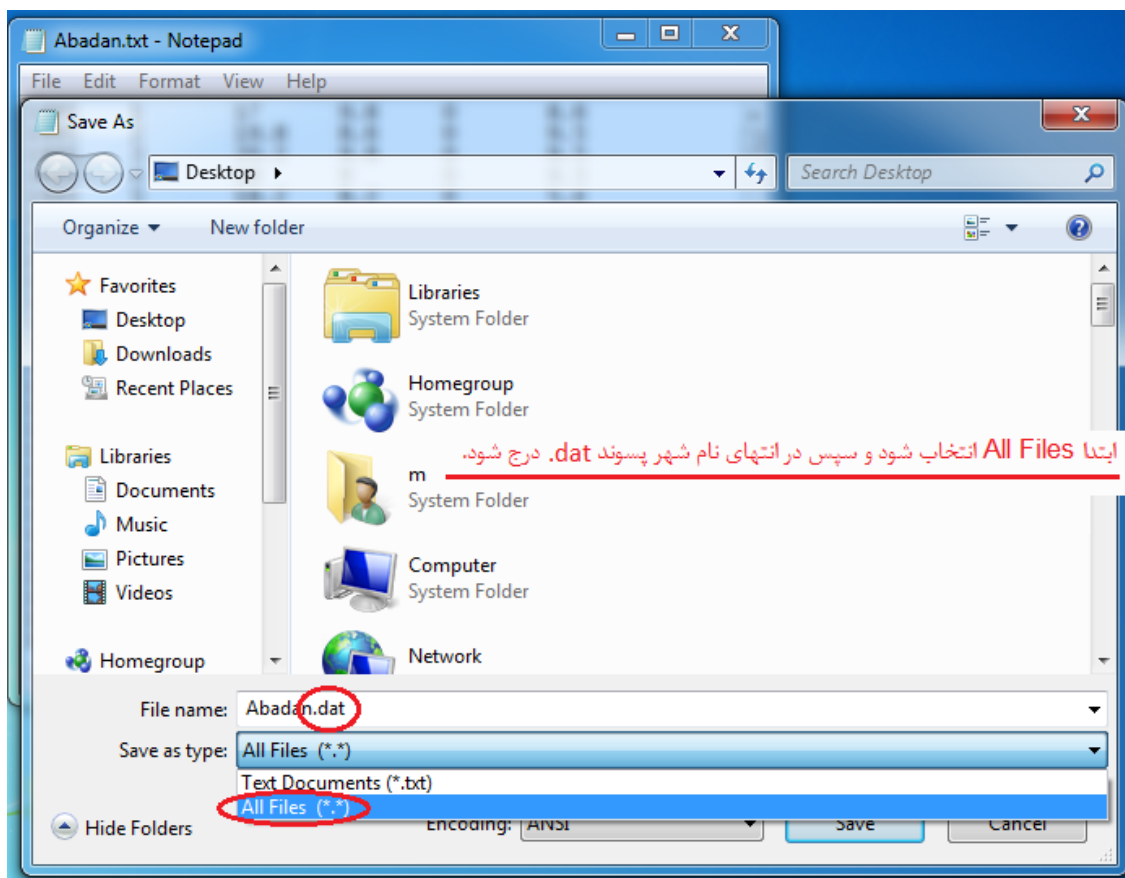 Abadan.txt - Notepad
File Edit Format View Help
Save As
Desktop
Search Desktop
Organize
New folder
Favorites
Desktop
Downloads
Recent Places
Libraries
Documents
Music
Pictures
Videos
Homegroup
Libraries
System Folder
Homegroup
System Folder
ابتدا All Files انتخاب شود و سپس در انتهای نام شهر پسوند dat. درج شود.
m
System Folder
Computer
System Folder
Network
File name: Abadan.dat
Save as type: All Files (*.*)
Text Documents (*.txt)
All Files (*.*)
Hide Folders
Encoding: ANSI
Save
Cancel